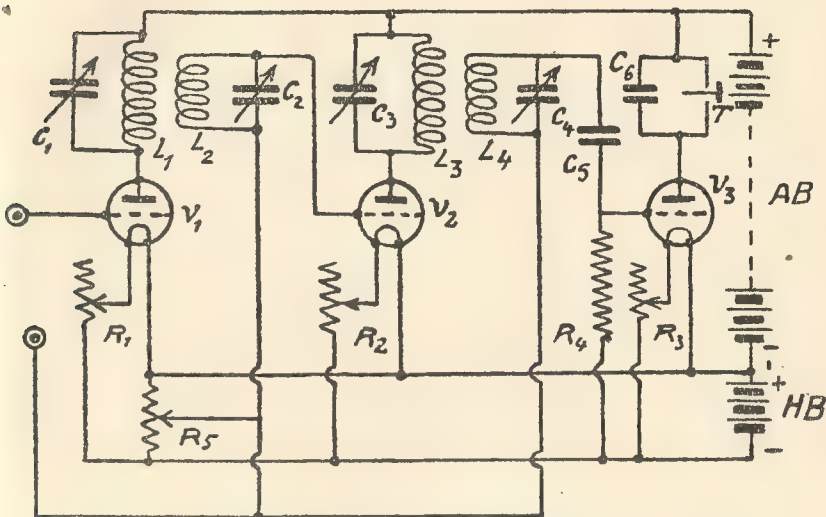 C1
L1
L2
C2
C3
L3
L4
C4
C5
C6
T
v1
v2
v3
AB
R1
R2
R4
R3
R5
HB
+
-
-
+
-